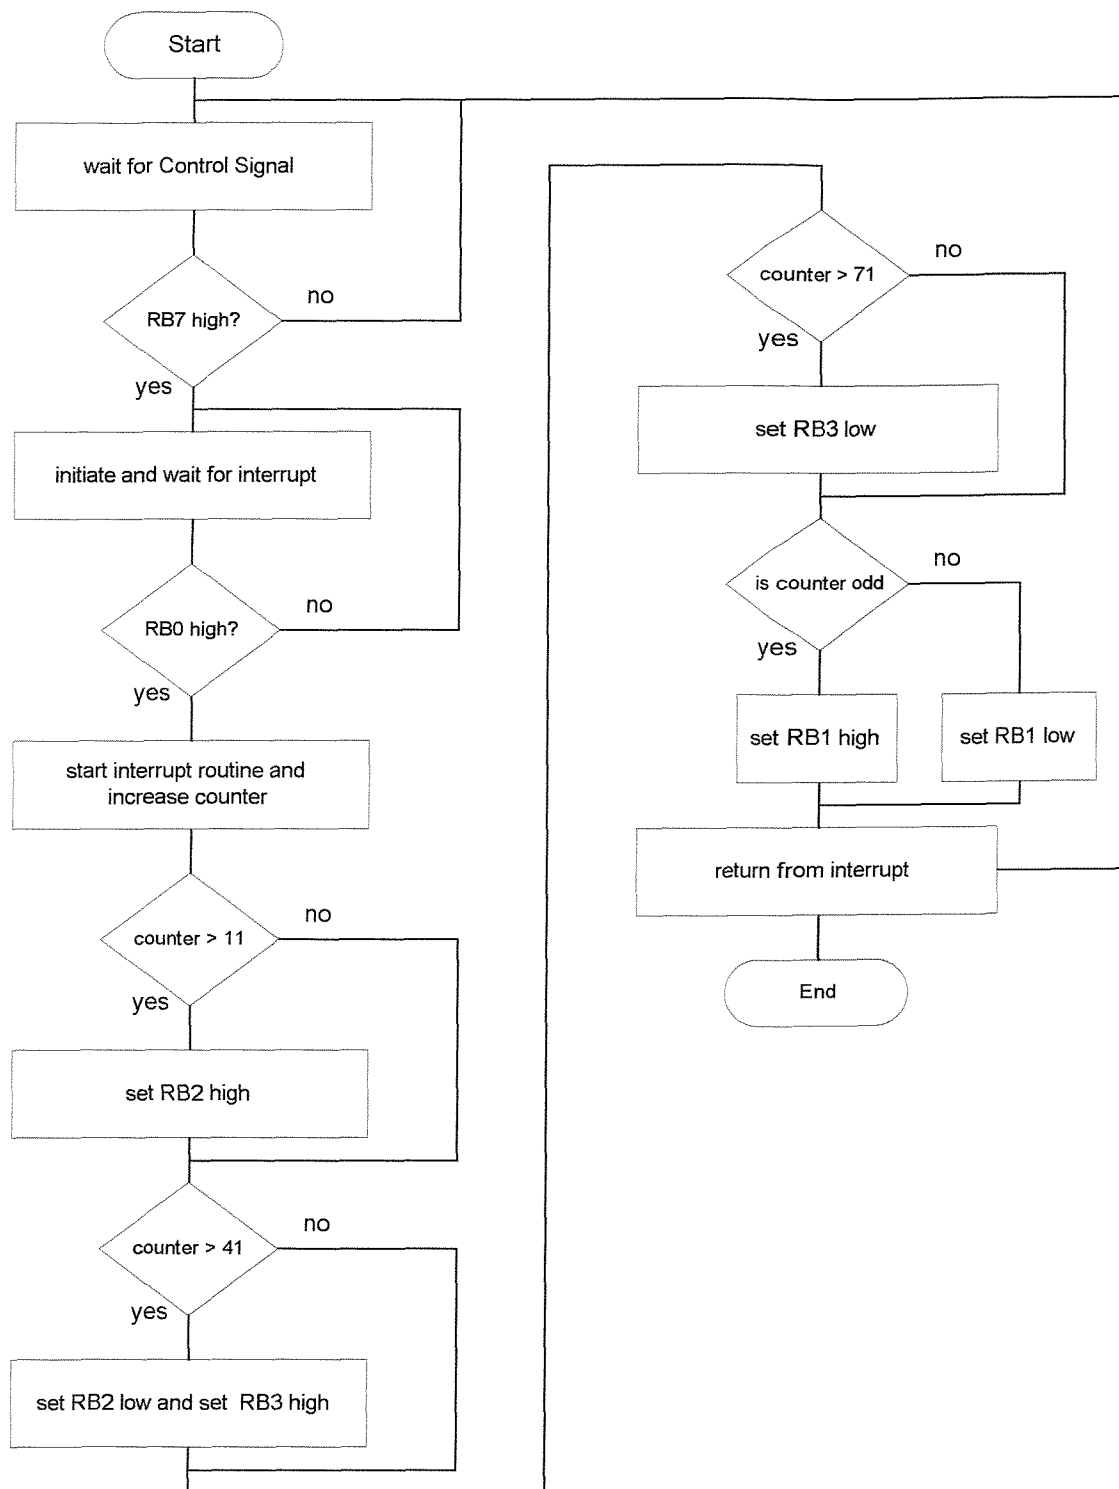 Start
wait for Control Signal
RB7 high?
no
yes
initiate and wait for interrupt
RB0 high?
no
yes
start interrupt routine and
increase counter
counter > 11
no
yes
set RB2 high
counter > 41
no
yes
set RB2 low and set RB3 high
counter > 71
no
yes
set RB3 low
is counter odd
no
yes
set RB1 high
set RB1 low
return from interrupt
End